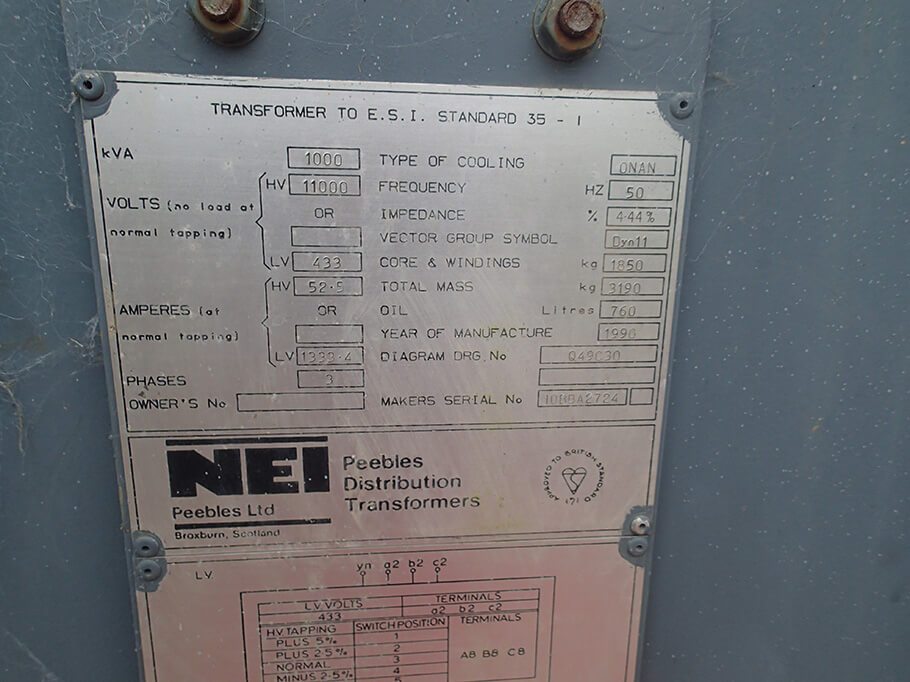 TRANSFORMER TO E.S.I. STANDARD 35 - 1
kVA 1000 TYPE OF COOLING ONAN
HV 11000 FREQUENCY HZ 50
VOLTS (no load at OR IMPEDANCE % 4·44%
normal tapping) VECTOR GROUP SYMBOL Dyn11
LV 433 CORE & WINDINGS kg 1850
HV 52·5 TOTAL MASS kg 3190
AMPERES (at OR OIL Litres 760
normal tapping) YEAR OF MANUFACTURE 1996
LV 1333·4 DIAGRAM DRG. No Q49C30
PHASES 3
OWNER'S No MAKERS SERIAL No
NEI Peebles
Distribution
Transformers
Peebles Ltd
Broxburn, Scotland
APPROVED TO BRITISH STANDARD
L.V. yn a2 b2 c2
L.V. VOLTS TERMINALS
433 a2 b2 c2
HV TAPPING SWITCH POSITION TERMINALS
PLUS 5% 1
PLUS 2·5% 2
NORMAL 3 A8 B8 C8
MINUS 2·5% 4
5